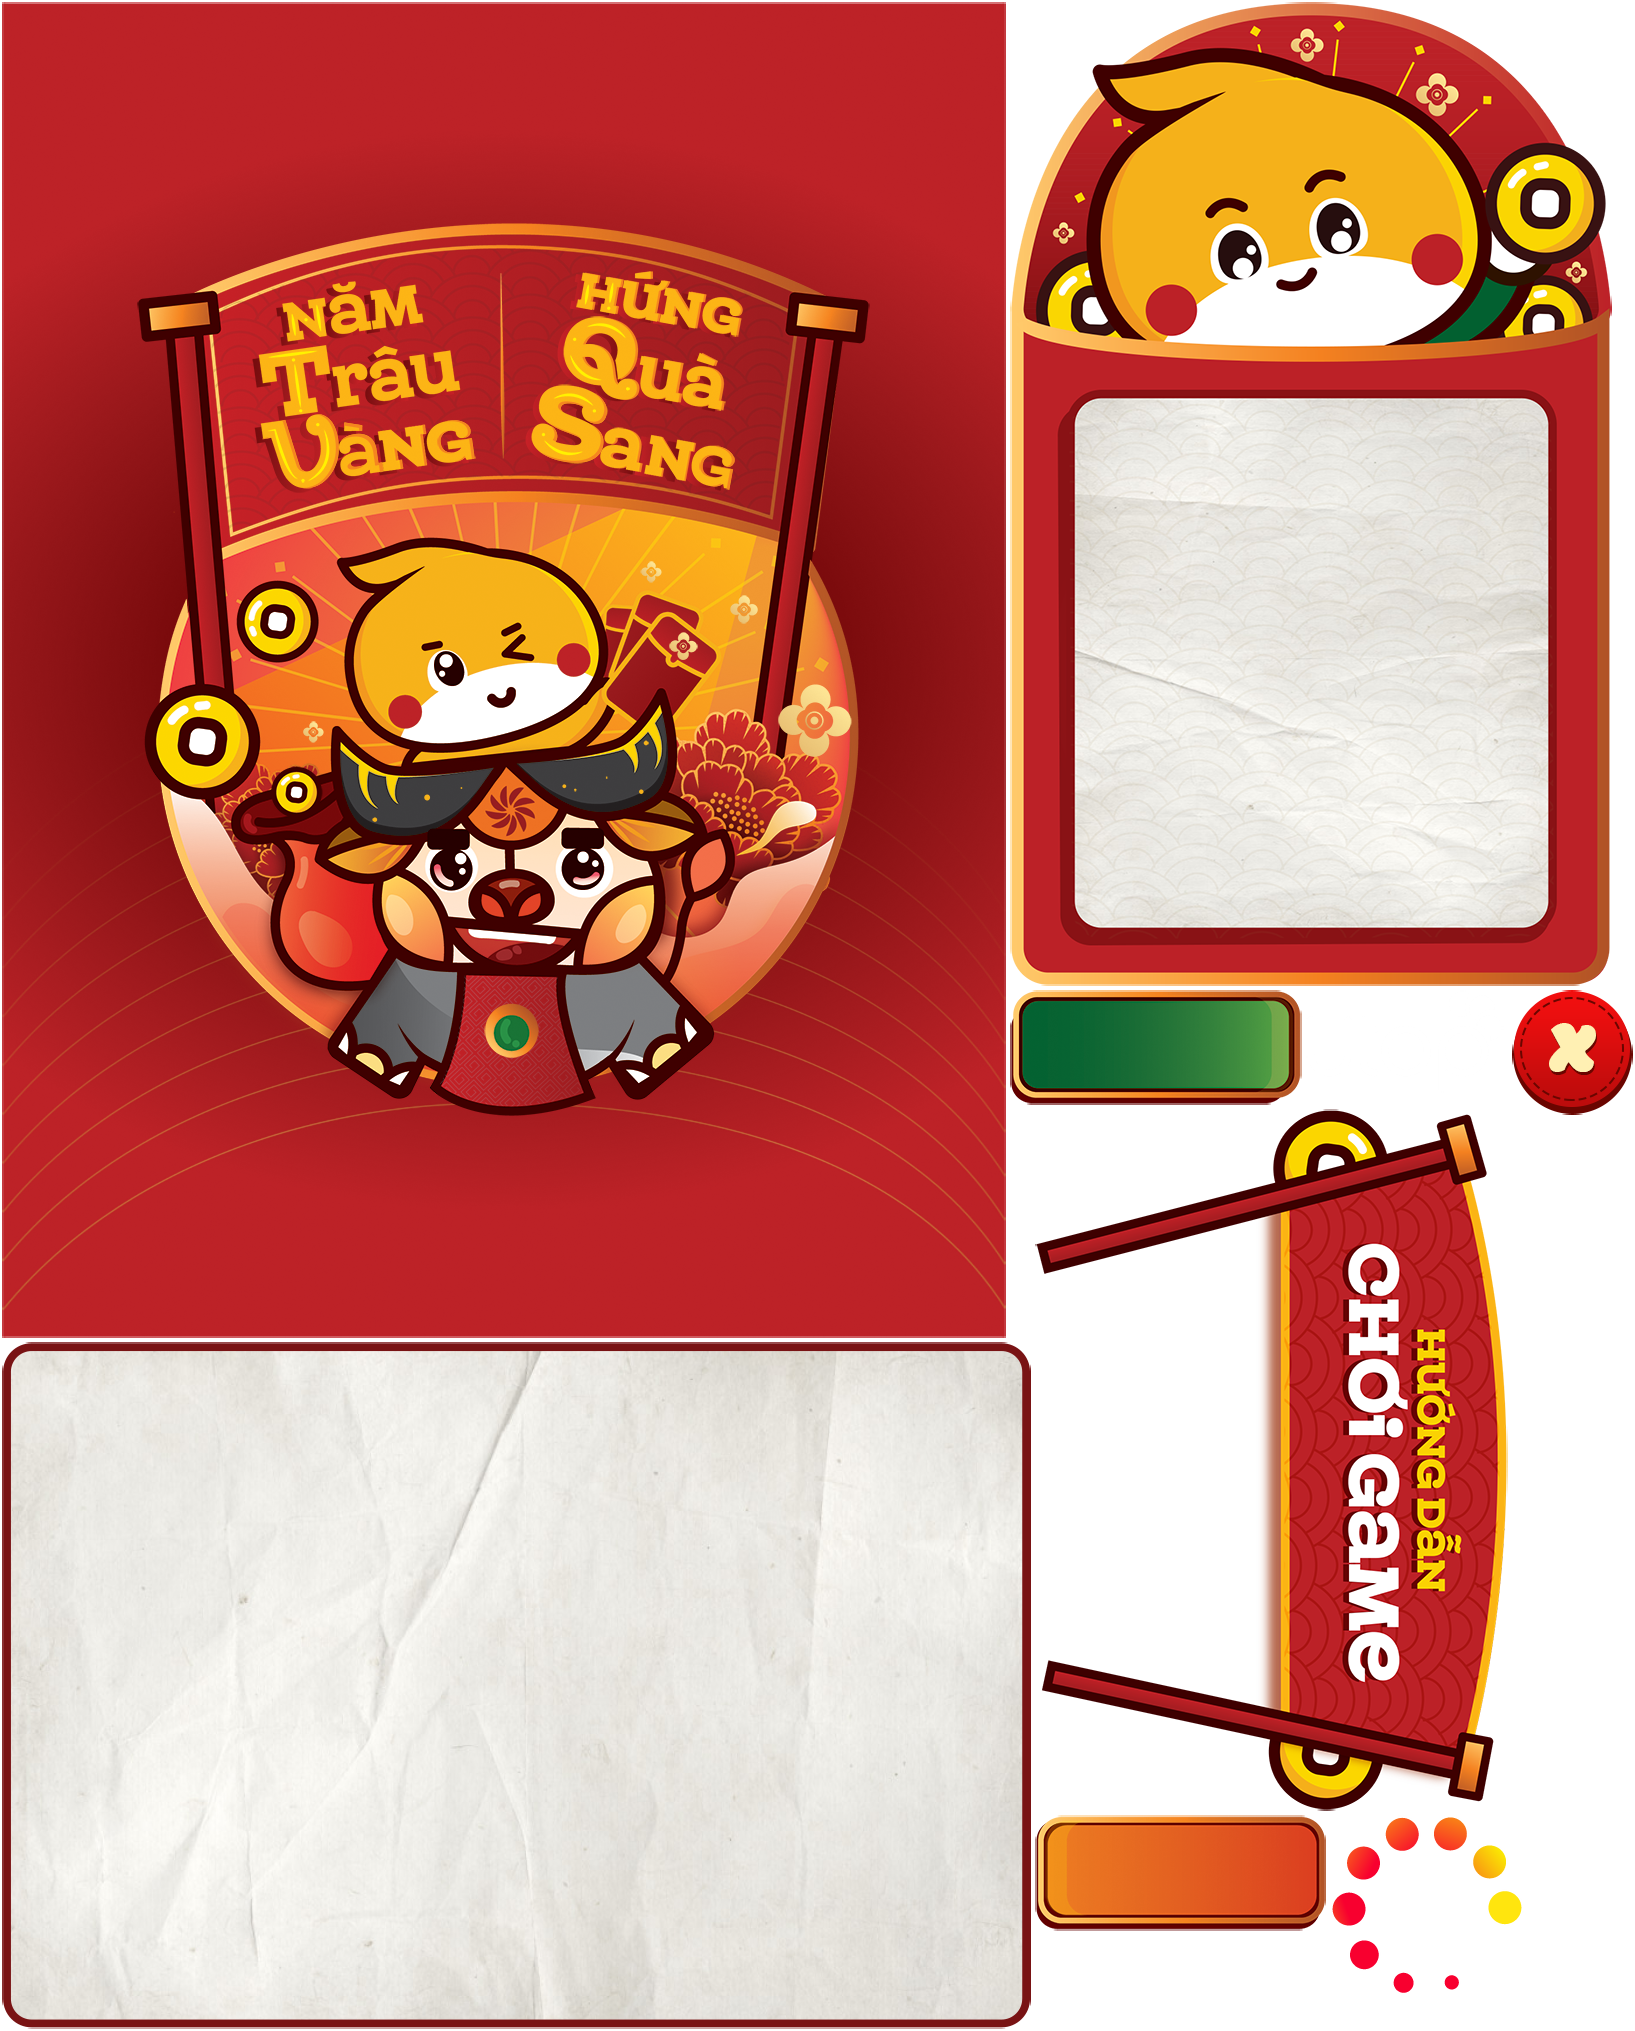 Năm
Trâu
Vàng
Hứng
Quà
Sang
Hướng Dẫn
Chơi Game